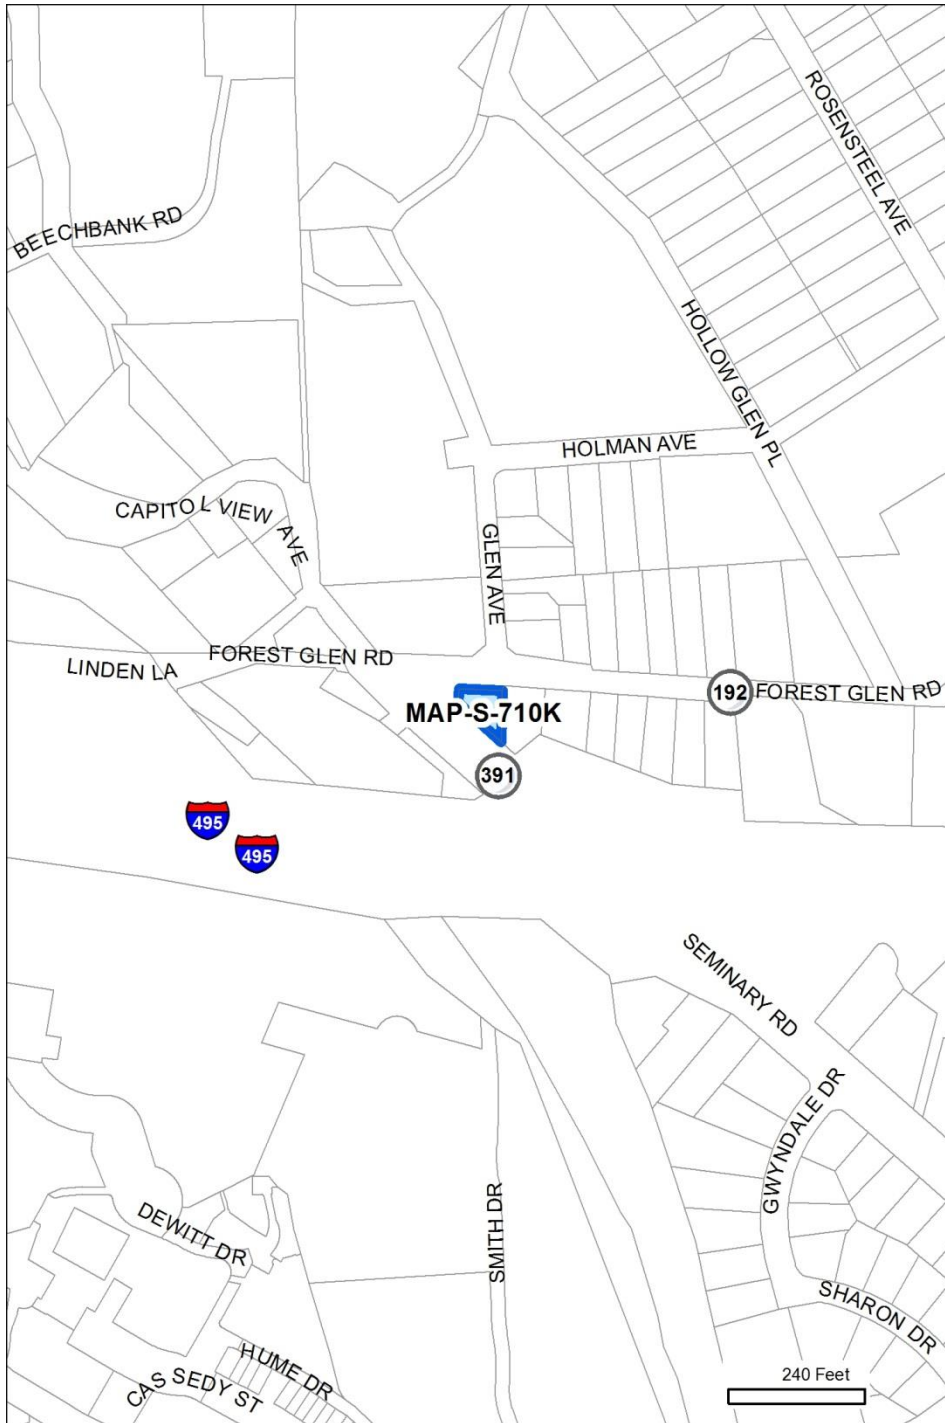 ROSENSTEEL AVE
BEECHBANK RD
HOLLOW GLEN PL
HOLMAN AVE
CAPITOL VIEW AVE
GLEN AVE
FOREST GLEN RD
LINDEN LA
192
FOREST GLEN RD
MAP-S-710K
391
495
495
SEMINARY RD
GWYNDALE DR
SMITH DR
DEWITT DR
SHARON DR
HUME DR
CAS SEDY ST
240 Feet